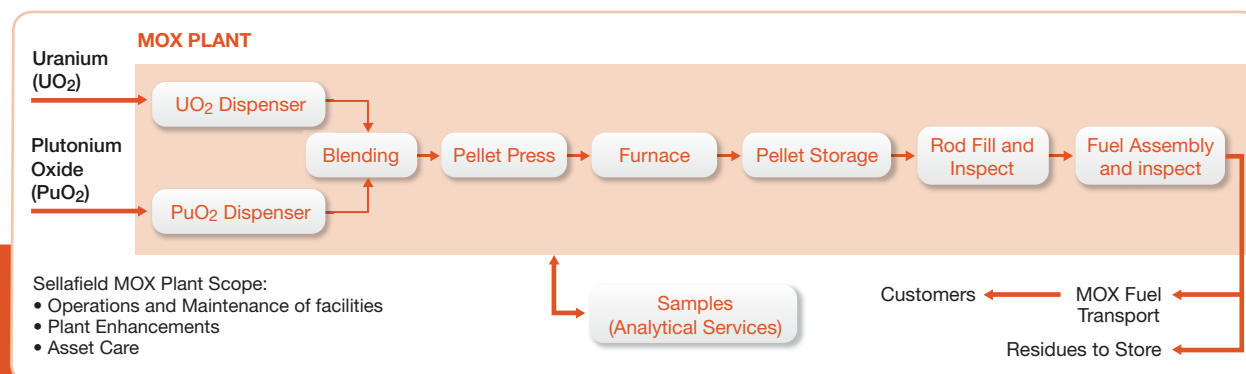 MOX PLANT
Uranium
(UO₂)
Plutonium
Oxide
(PuO₂)
UO₂ Dispenser
PuO₂ Dispenser
Blending
Pellet Press
Furnace
Pellet Storage
Rod Fill and
Inspect
Fuel Assembly
and inspect
Sellafield MOX Plant Scope:
• Operations and Maintenance of facilities
• Plant Enhancements
• Asset Care
Samples
(Analytical Services)
Customers
MOX Fuel
Transport
Residues to Store